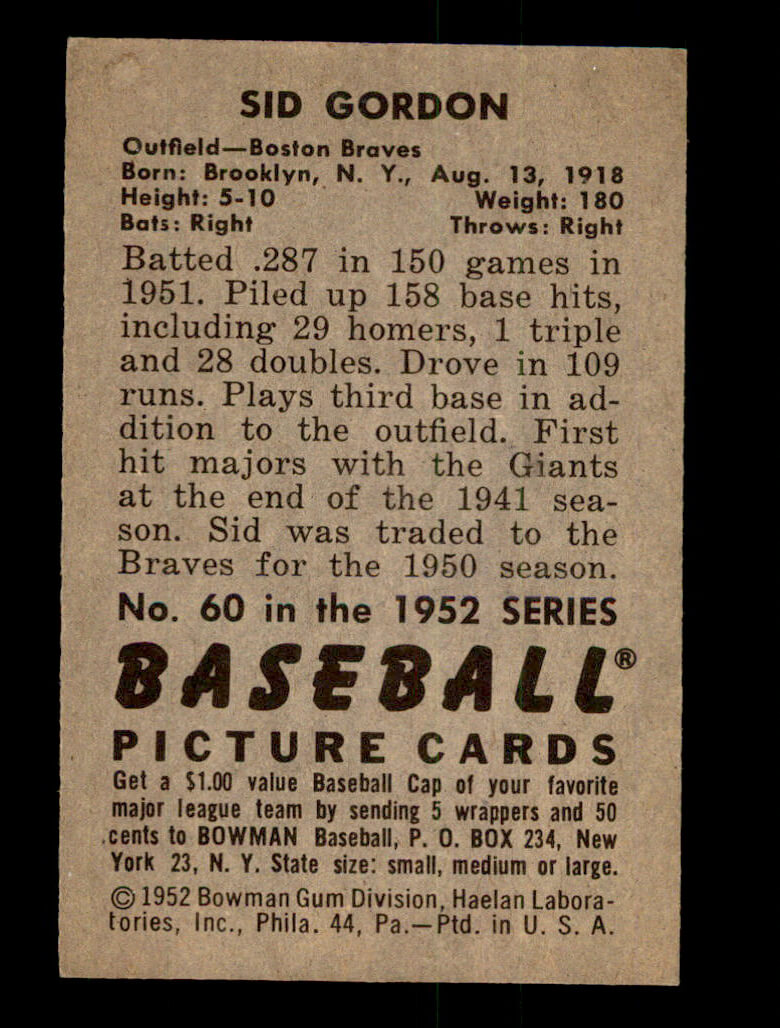 SID GORDON
Outfield—Boston Braves
Born: Brooklyn, N. Y., Aug. 13, 1918
Height: 5-10 Weight: 180
Bats: Right Throws: Right
Batted .287 in 150 games in
1951. Piled up 158 base hits,
including 29 homers, 1 triple
and 28 doubles. Drove in 109
runs. Plays third base in ad-
dition to the outfield. First
hit majors with the Giants
at the end of the 1941 sea-
son. Sid was traded to the
Braves for the 1950 season.
No. 60 in the 1952 SERIES
BASEBALL®
PICTURE CARDS
Get a $1.00 value Baseball Cap of your favorite
major league team by sending 5 wrappers and 50
cents to BOWMAN Baseball, P. O. BOX 234, New
York 23, N. Y. State size: small, medium or large.
© 1952 Bowman Gum Division, Haelan Labora-
tories, Inc., Phila. 44, Pa.—Ptd. in U. S. A.